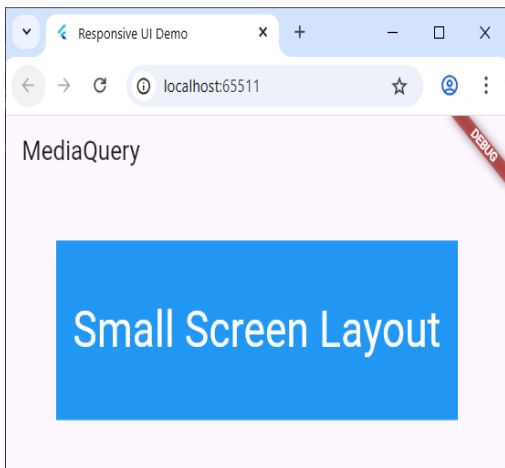 Responsive UI Demo
localhost:65511
MediaQuery
DEBUG
Small Screen Layout